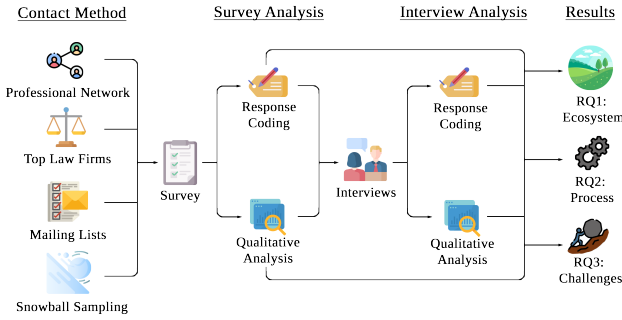 Contact Method
Survey Analysis
Interview Analysis
Results
Professional Network
Top Law Firms
Mailing Lists
Snowball Sampling
Survey
Response
Coding
Qualitative
Analysis
Interviews
Response
Coding
Qualitative
Analysis
RQ1:
Ecosystem
RQ2:
Process
RQ3:
Challenges